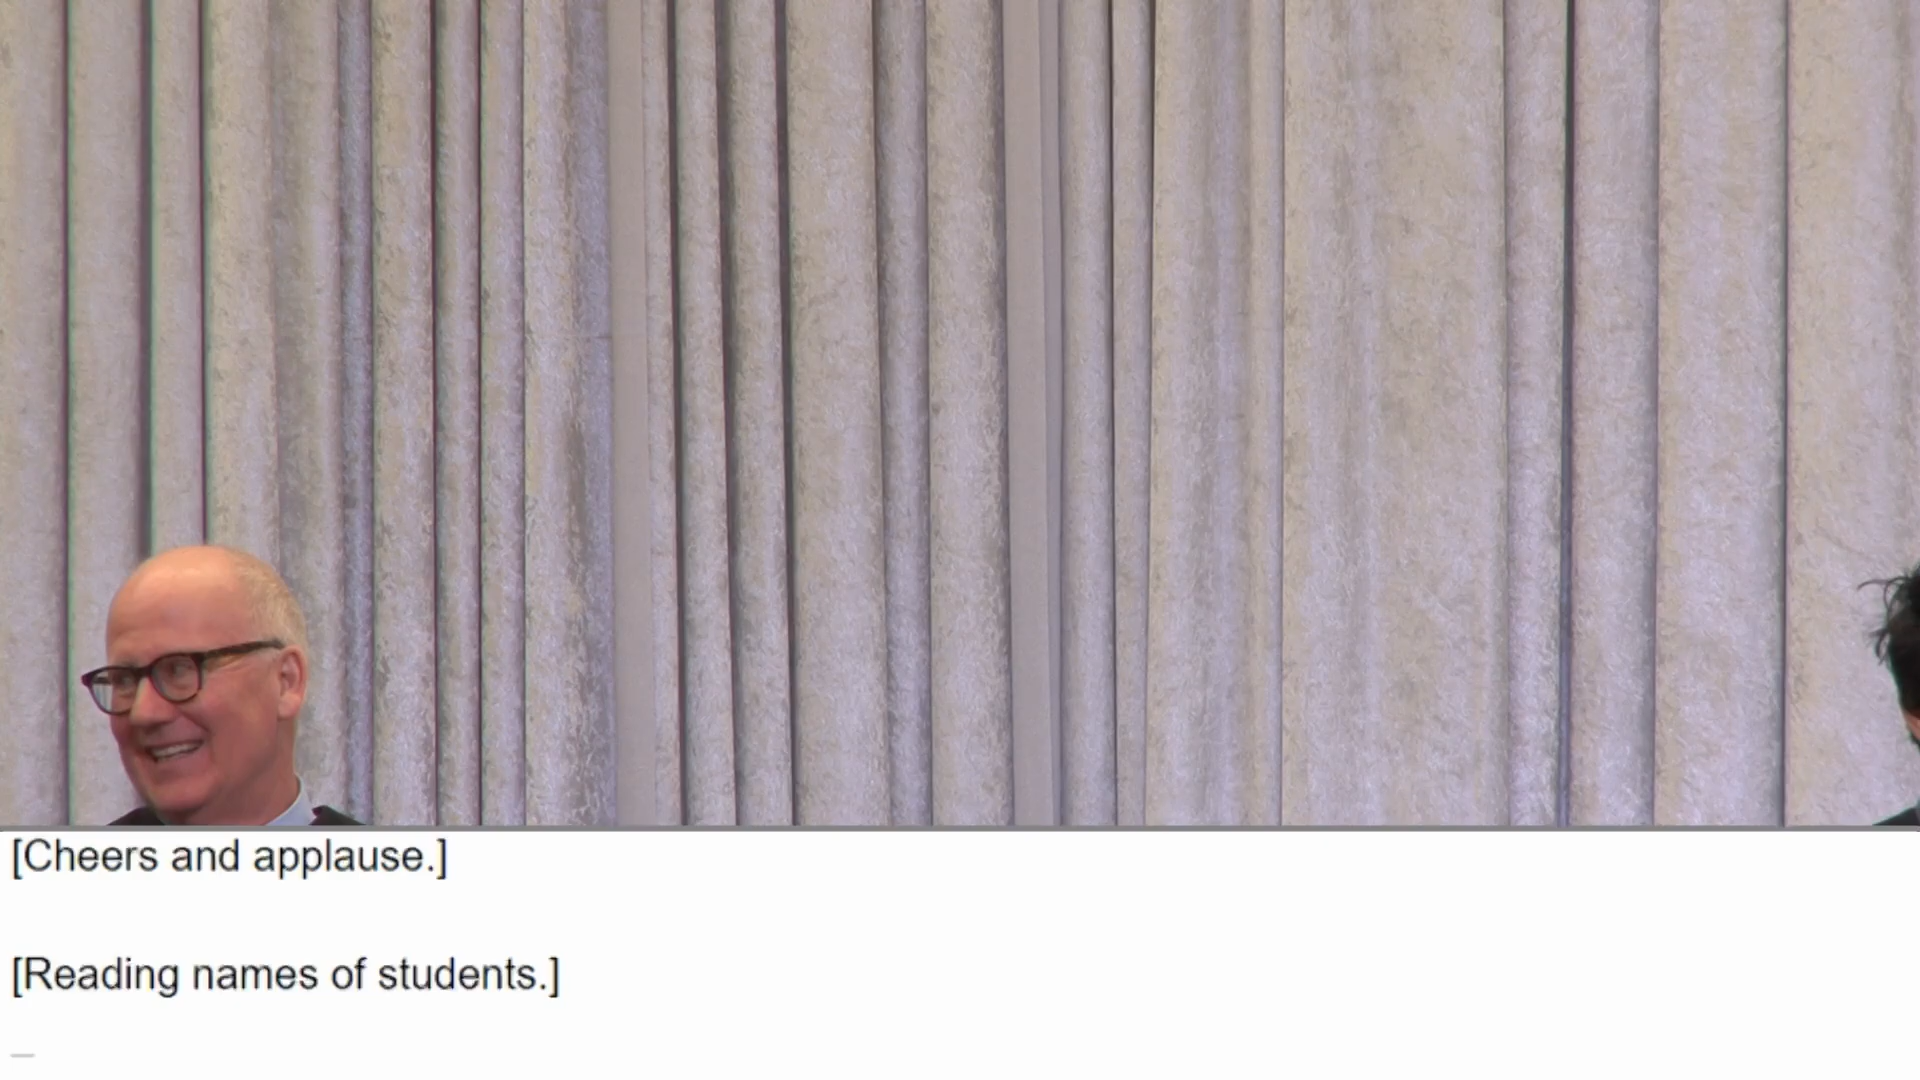 [Cheers and applause.]
[Reading names of students.]